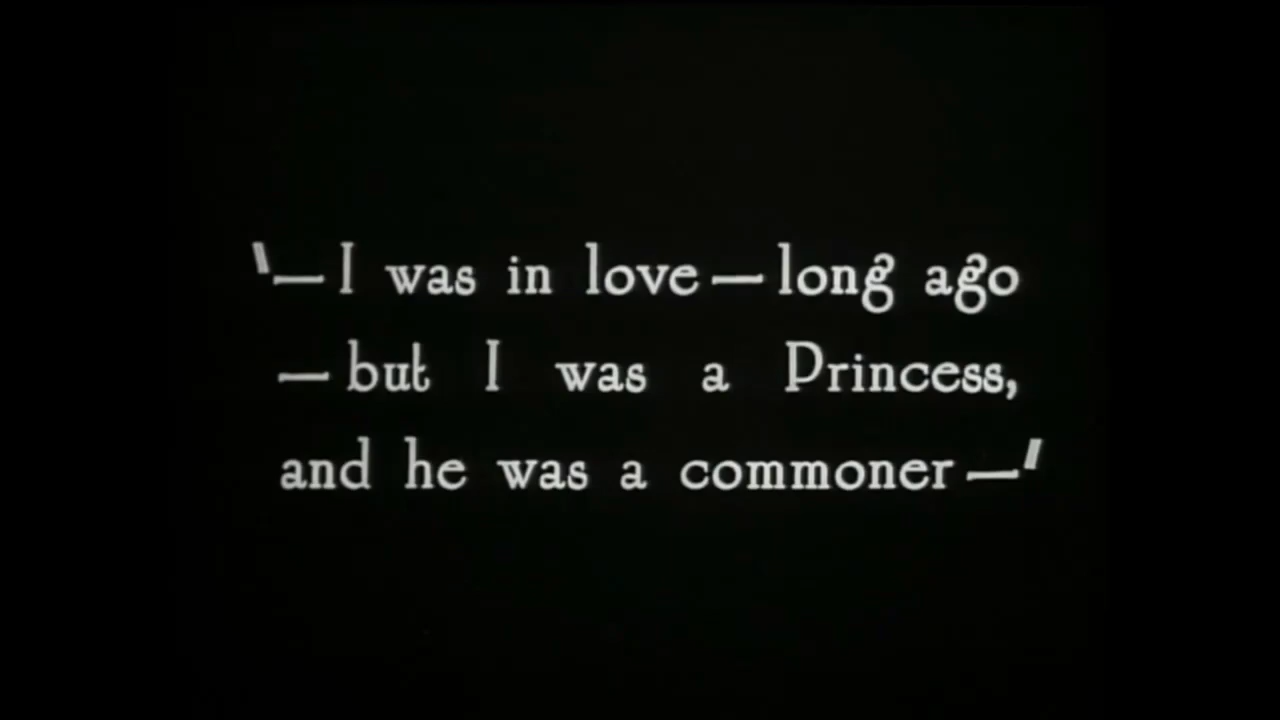 "—I was in love—long ago
—but I was a Princess,
and he was a commoner—"